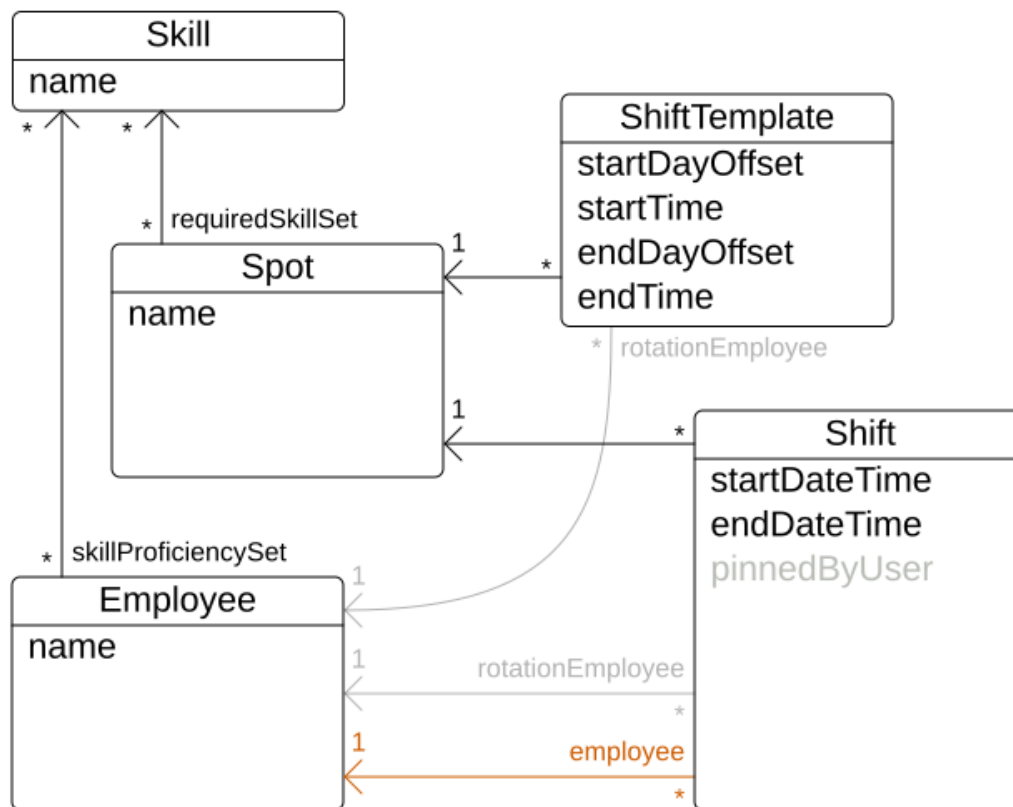 Skill
name
* *
ShiftTemplate
startDayOffset
startTime
endDayOffset
endTime
* requiredSkillSet
Spot
name
1 *
* rotationEmployee
1 *
Shift
startDateTime
endDateTime
pinnedByUser
* skillProficiencySet
Employee
name
1
1 rotationEmployee
*
1 employee
*